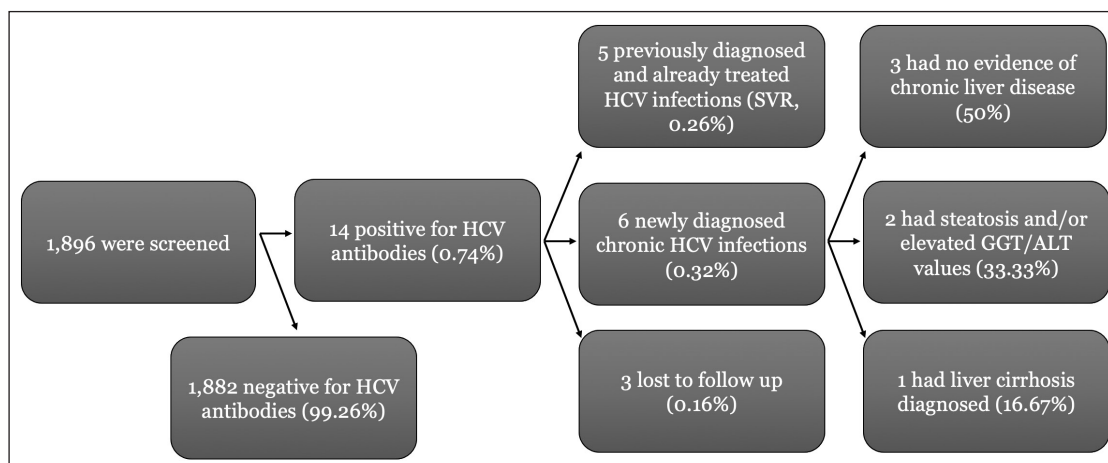 1,896 were screened
14 positive for HCV
antibodies (0.74%)
1,882 negative for HCV
antibodies (99.26%)
5 previously diagnosed
and already treated
HCV infections (SVR,
0.26%)
6 newly diagnosed
chronic HCV infections
(0.32%)
3 lost to follow up
(0.16%)
3 had no evidence of
chronic liver disease
(50%)
2 had steatosis and/or
elevated GGT/ALT
values (33.33%)
1 had liver cirrhosis
diagnosed (16.67%)